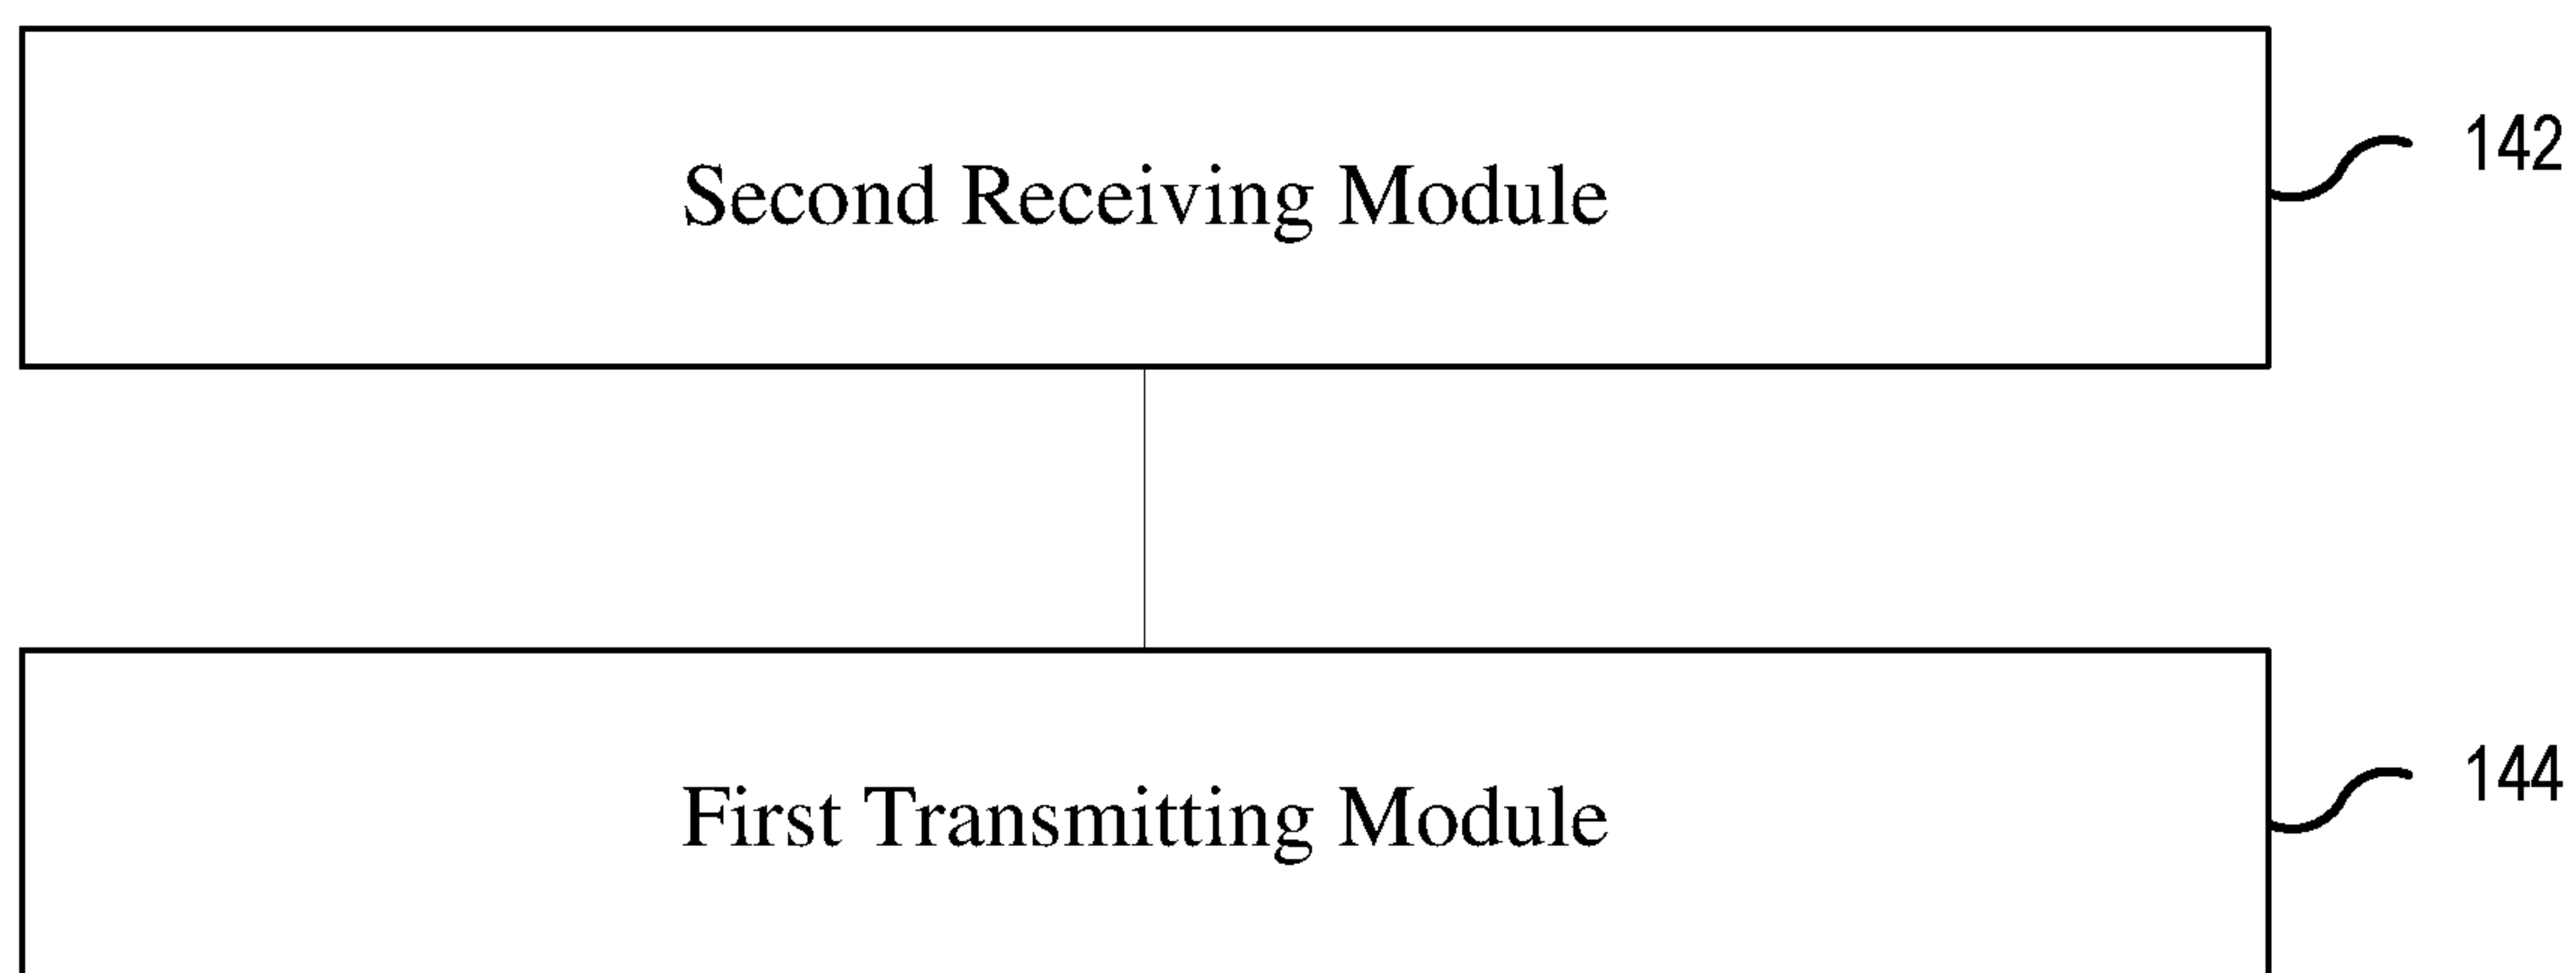 142
Second Receiving Module
144
First Transmitting Module